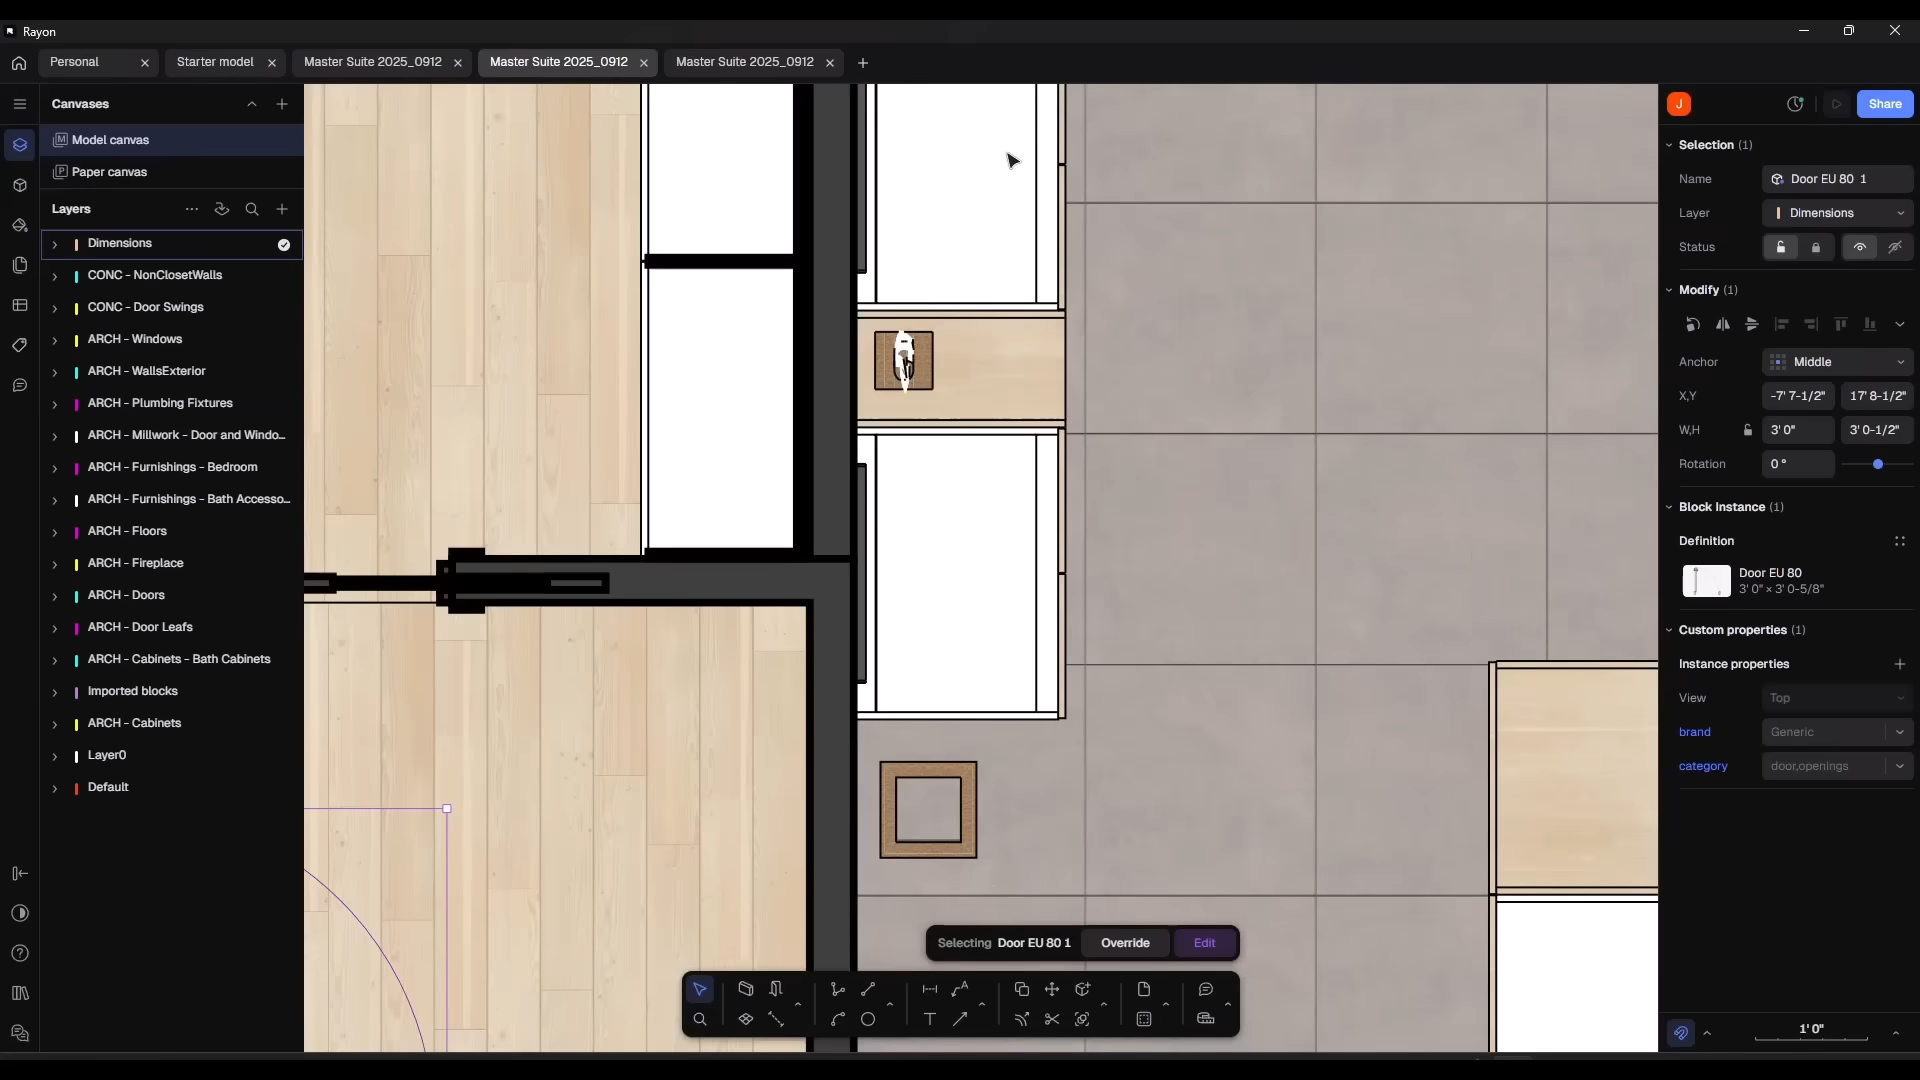 Rayon
Personal
Starter model
Master Suite 2025_0912
Master Suite 2025_0912
Master Suite 2025_0912
Canvases
Model canvas
Paper canvas
Layers
Dimensions
CONC - NonClosetWalls
CONC - Door Swings
ARCH - Windows
ARCH - WallsExterior
ARCH - Plumbing Fixtures
ARCH - Millwork - Door and Windo...
ARCH - Furnishings - Bedroom
ARCH - Furnishings - Bath Accesso...
ARCH - Floors
ARCH - Fireplace
ARCH - Doors
ARCH - Door Leafs
ARCH - Cabinets - Bath Cabinets
Imported blocks
ARCH - Cabinets
Layer0
Default
Selecting Door EU 80 1 Override Edit
J
Share
Selection (1)
Name Door EU 80 1
Layer Dimensions
Status
Modify (1)
Anchor Middle
X,Y -7' 7-1/2" 17' 8-1/2"
W,H 3' 0" 3' 0-1/2"
Rotation 0 °
Block Instance (1)
Definition
Door EU 80
3' 0" × 3' 0-5/8"
Custom properties (1)
Instance properties
View Top
brand Generic
category door,openings
1' 0"